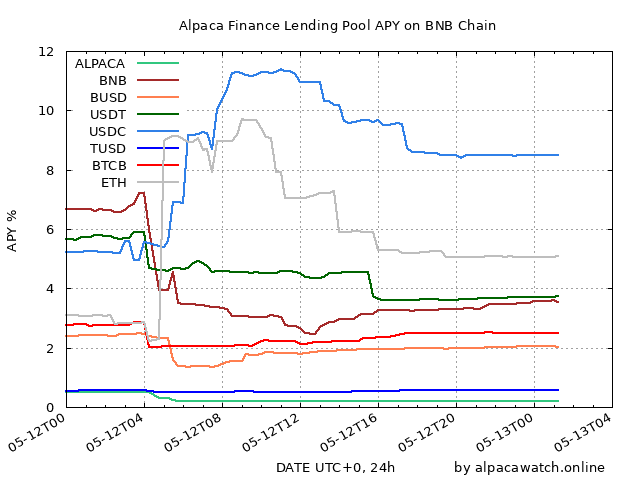 Alpaca Finance Lending Pool APY on BNB Chain
12
10
8
6
4
2
0
APY %
ALPACA
BNB
BUSD
USDT
USDC
TUSD
BTCB
ETH
05-12T00
05-12T04
05-12T08
05-12T12
05-12T16
05-12T20
05-13T00
05-13T04
DATE UTC+0, 24h
by alpacawatch.online